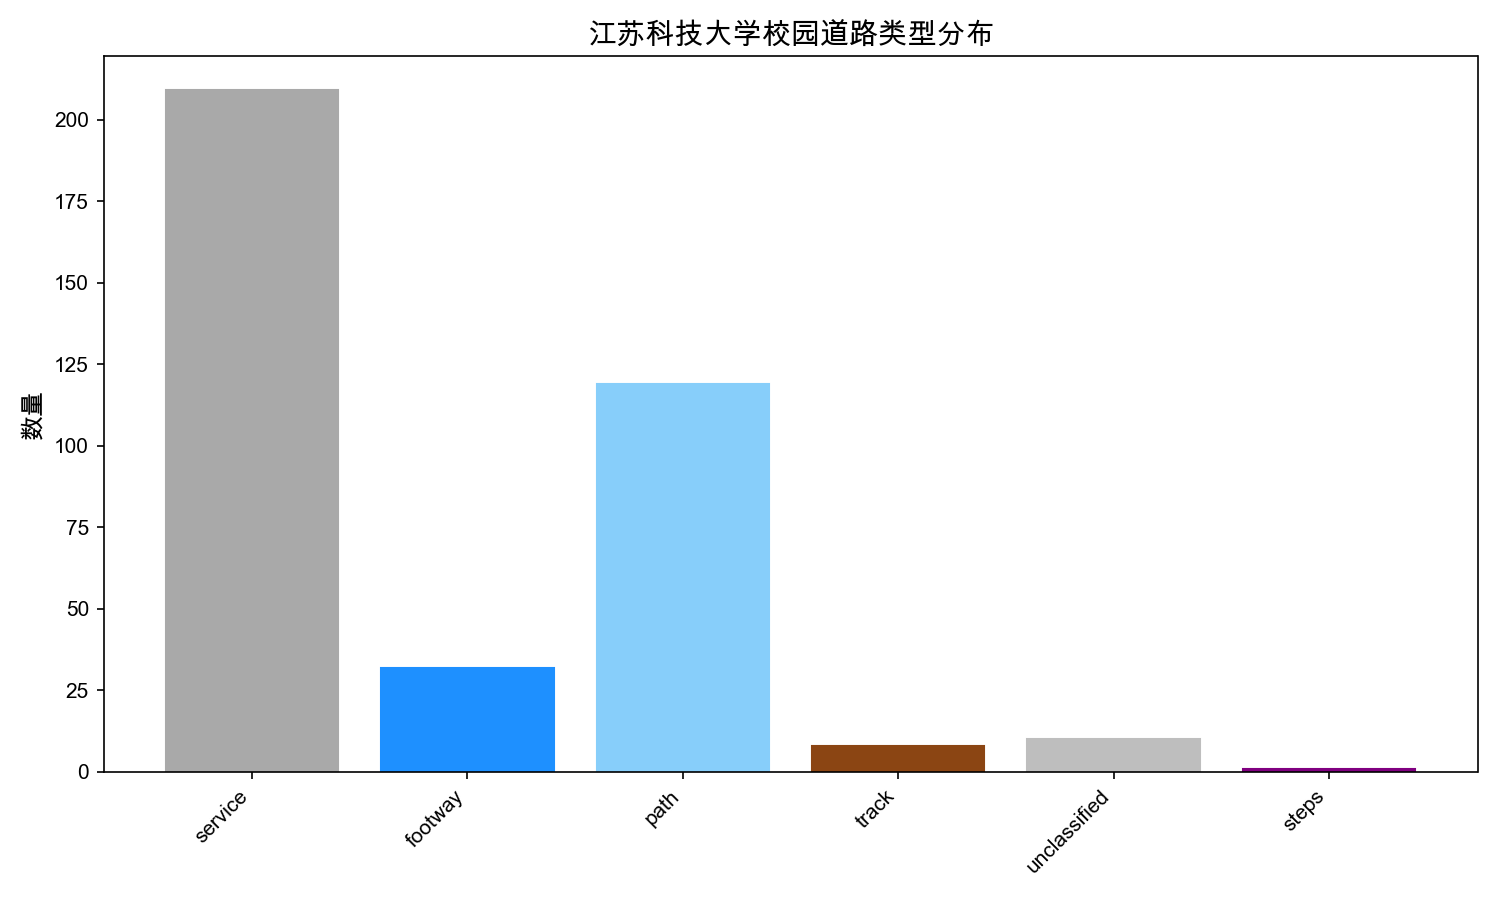 江苏科技大学校园道路类型分布
数量
200
175
150
125
100
75
50
25
0
service
footway
path
track
unclassified
steps